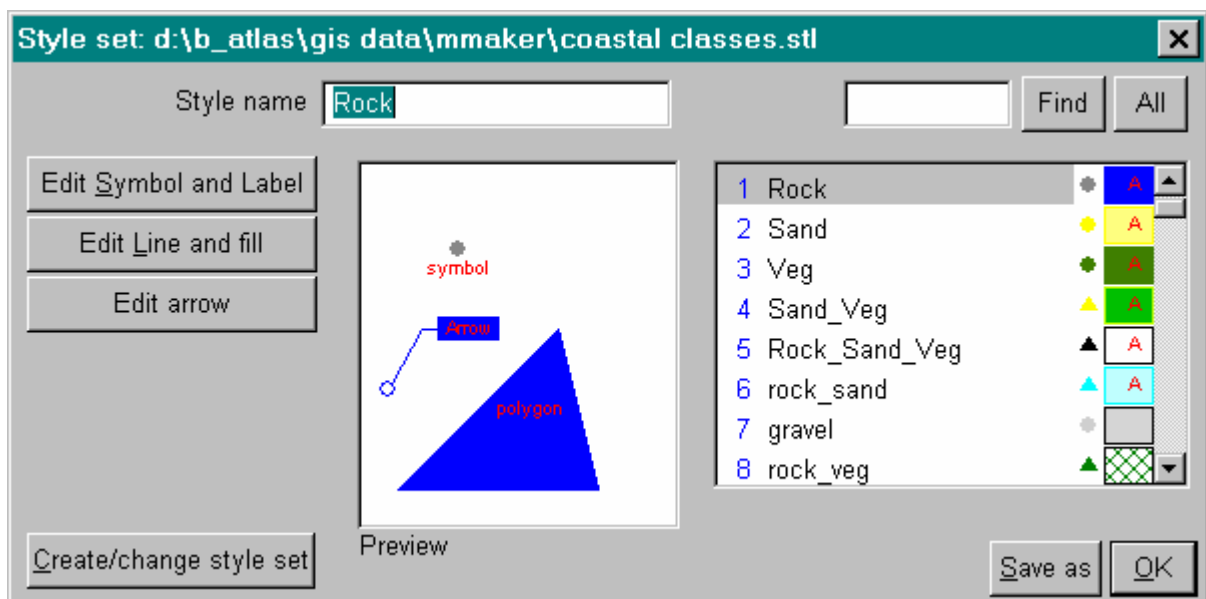 Style set: d:\b_atlas\gis data\mmaker\coastal classes.stl
Style name Rock Find All
Edit Symbol and Label
Edit Line and fill
Edit arrow
symbol
Arrow
polygon
Preview
1 Rock A
2 Sand A
3 Veg A
4 Sand_Veg A
5 Rock_Sand_Veg A
6 rock_sand A
7 gravel
8 rock_veg
Create/change style set
Save as OK